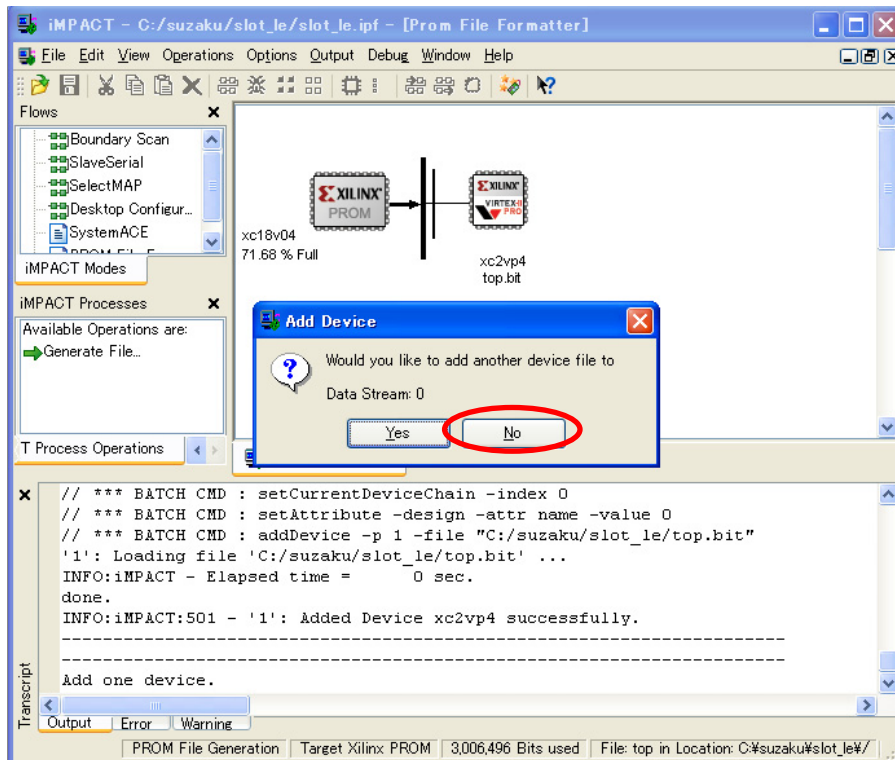 iMPACT - C:/suzaku/slot_le/slot_le.ipf - [Prom File Formatter]
File Edit View Operations Options Output Debug Window Help
Flows
Boundary Scan
SlaveSerial
SelectMAP
Desktop Configur...
SystemACE
iMPACT Modes
iMPACT Processes
Available Operations are:
Generate File...
T Process Operations
XILINX
PROM
xc18v04
71.68 % Full
XILINX
VIRTEX-II
PRO
xc2vp4
top.bit
Add Device
Would you like to add another device file to
Data Stream: 0
Yes
No
// *** BATCH CMD : setCurrentDeviceChain -index 0
// *** BATCH CMD : setAttribute -design -attr name -value 0
// *** BATCH CMD : addDevice -p 1 -file "C:/suzaku/slot_le/top.bit"
'1': Loading file 'C:/suzaku/slot_le/top.bit' ...
INFO:iMPACT - Elapsed time =      0 sec.
done.
INFO:iMPACT:501 - '1': Added Device xc2vp4 successfully.
----------------------------------------------------------------------
----------------------------------------------------------------------
Add one device.
Transcript
Output Error Warning
PROM File Generation Target Xilinx PROM 3,006,496 Bits used File: top in Location: C:¥suzaku¥slot_le¥/